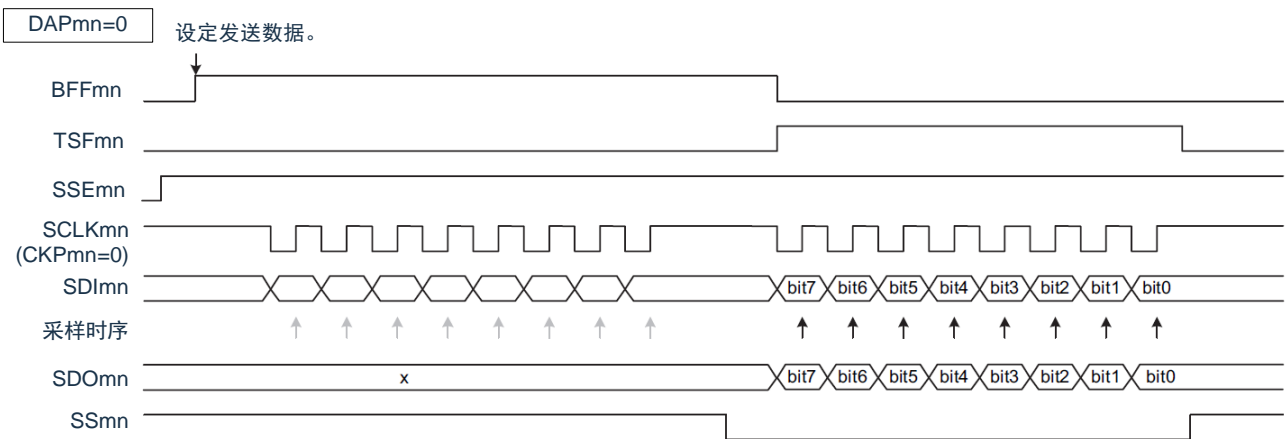 DAPmn=0
设定发送数据。
BFFmn
TSFmn
SSEmn
SCLKmn
(CKPmn=0)
SDImn
bit7 bit6 bit5 bit4 bit3 bit2 bit1 bit0
采样时序
SDOmn
x
bit7 bit6 bit5 bit4 bit3 bit2 bit1 bit0
SSmn